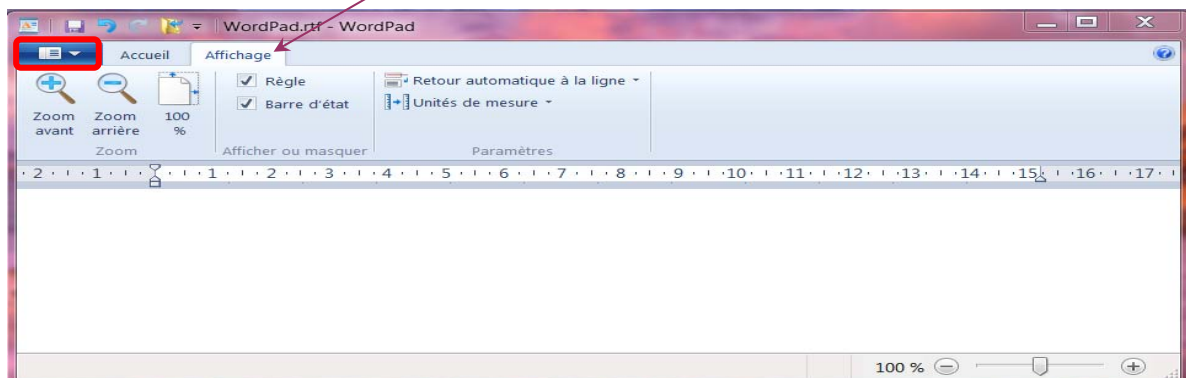 WordPad.rtf - WordPad
Accueil Affichage
Zoom avant
Zoom arrière
100 %
Règle
Barre d'état
Retour automatique à la ligne
Unités de mesure
Zoom
Afficher ou masquer
Paramètres
2 1 1 2 3 4 5 6 7 8 9 10 11 12 13 14 15 16 17
100 %